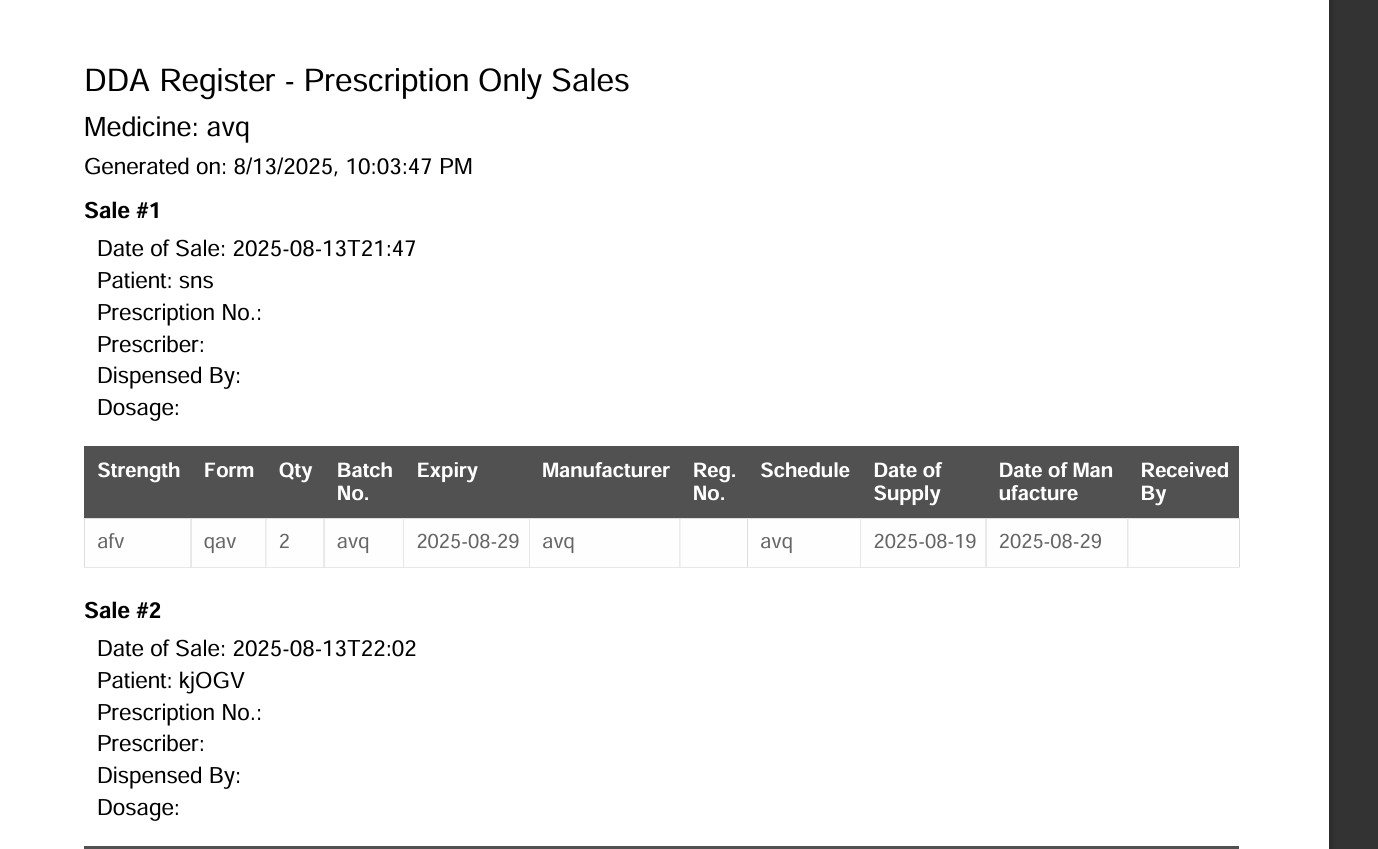 DDA Register - Prescription Only Sales
Medicine: avq
Generated on: 8/13/2025, 10:03:47 PM
Sale #1
Date of Sale: 2025-08-13T21:47
Patient: sns
Prescription No.:
Prescriber:
Dispensed By:
Dosage:
Strength Form Qty Batch No. Expiry Manufacturer Reg. No. Schedule Date of Supply Date of Man ufacture Received By
afv qav 2 avq 2025-08-29 avq avq 2025-08-19 2025-08-29
Sale #2
Date of Sale: 2025-08-13T22:02
Patient: kjOGV
Prescription No.:
Prescriber:
Dispensed By:
Dosage: